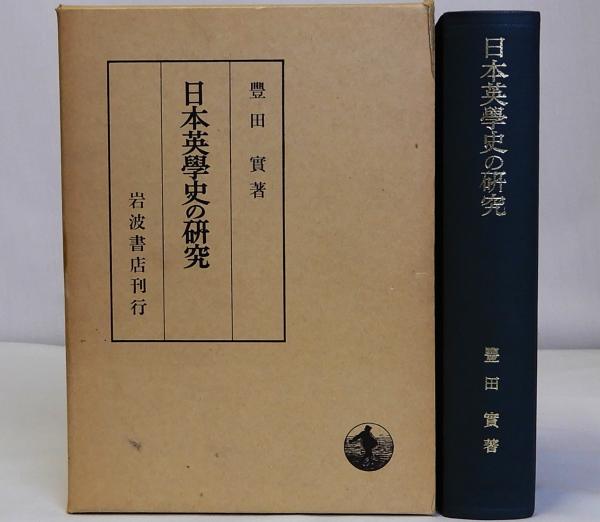 豐田實著
日本英學史の研究
岩波書店刊行
日本英學史の研究
豐田實著